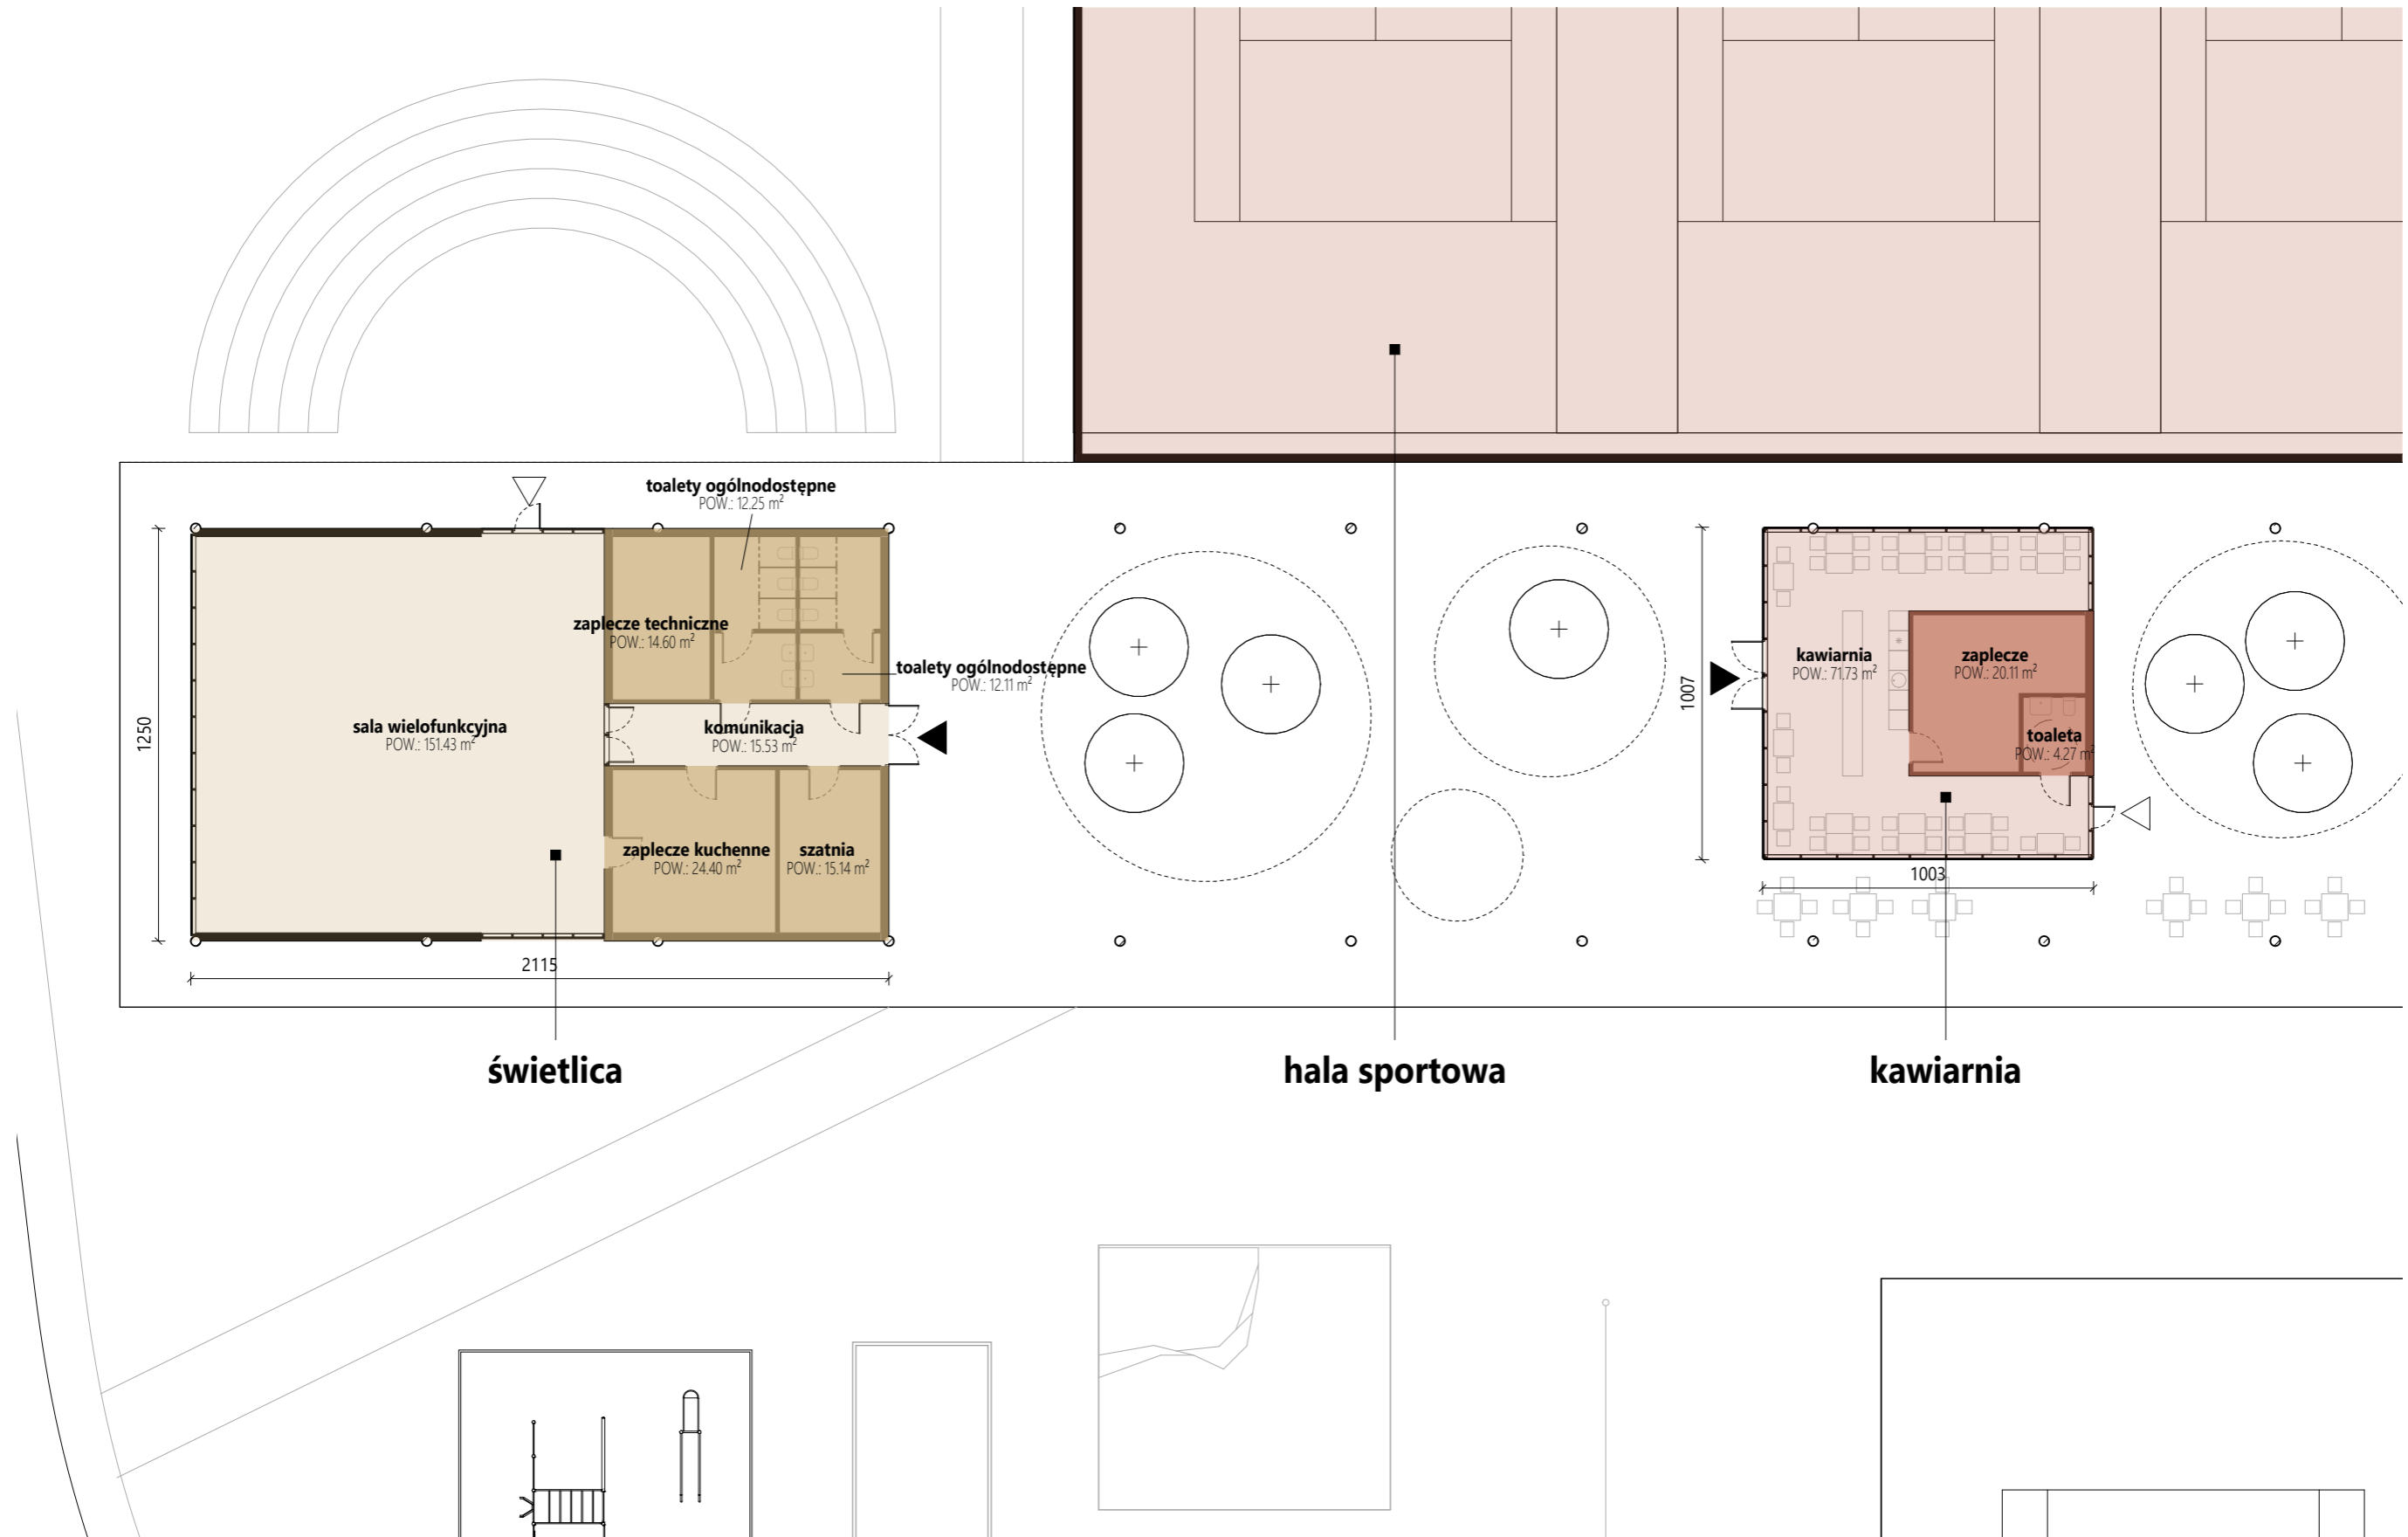 toalety ogólnodostępne
POW.: 12.25 m²
zaplecze techniczne
POW.: 14.60 m²
toalety ogólnodostępne
POW.: 12.11 m²
sala wielofunkcyjna
POW.: 151.43 m²
komunikacja
POW.: 15.53 m²
zaplecze kuchenne
POW.: 24.40 m²
szatnia
POW.: 15.14 m²
1250
2115
kawiarnia
POW.: 71.73 m²
zaplecze
POW.: 20.11 m²
toaleta
POW.: 4.27 m²
1007
1003
świetlica
hala sportowa
kawiarnia